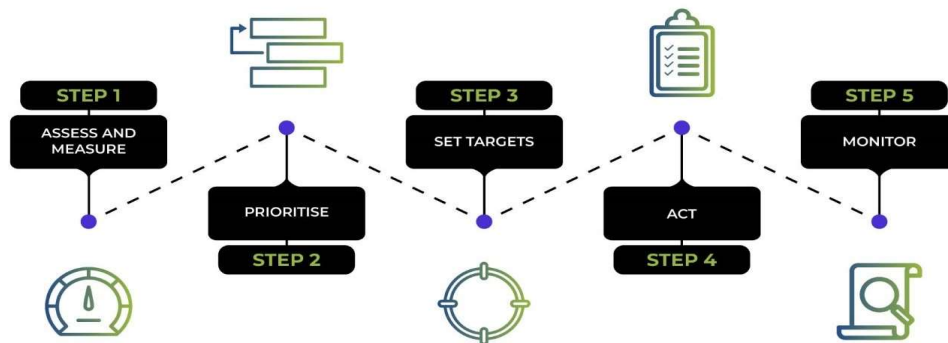 STEP 1
ASSESS AND
MEASURE
PRIORITISE
STEP 2
STEP 3
SET TARGETS
ACT
STEP 4
STEP 5
MONITOR